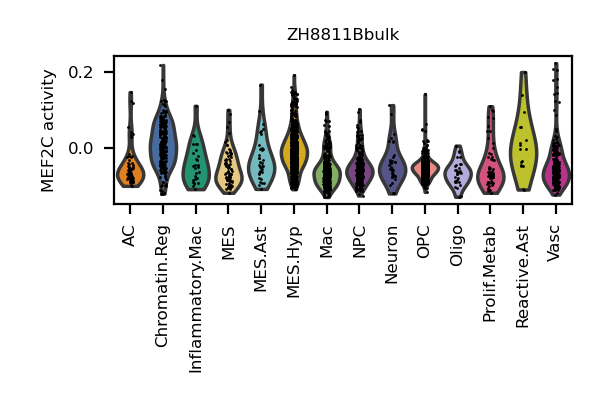 ZH8811Bbulk
MEF2C activity
0.2
0.0
AC
Chromatin.Reg
Inflammatory.Mac
MES
MES.Ast
MES.Hyp
Mac
NPC
Neuron
OPC
Oligo
Prolif.Metab
Reactive.Ast
Vasc